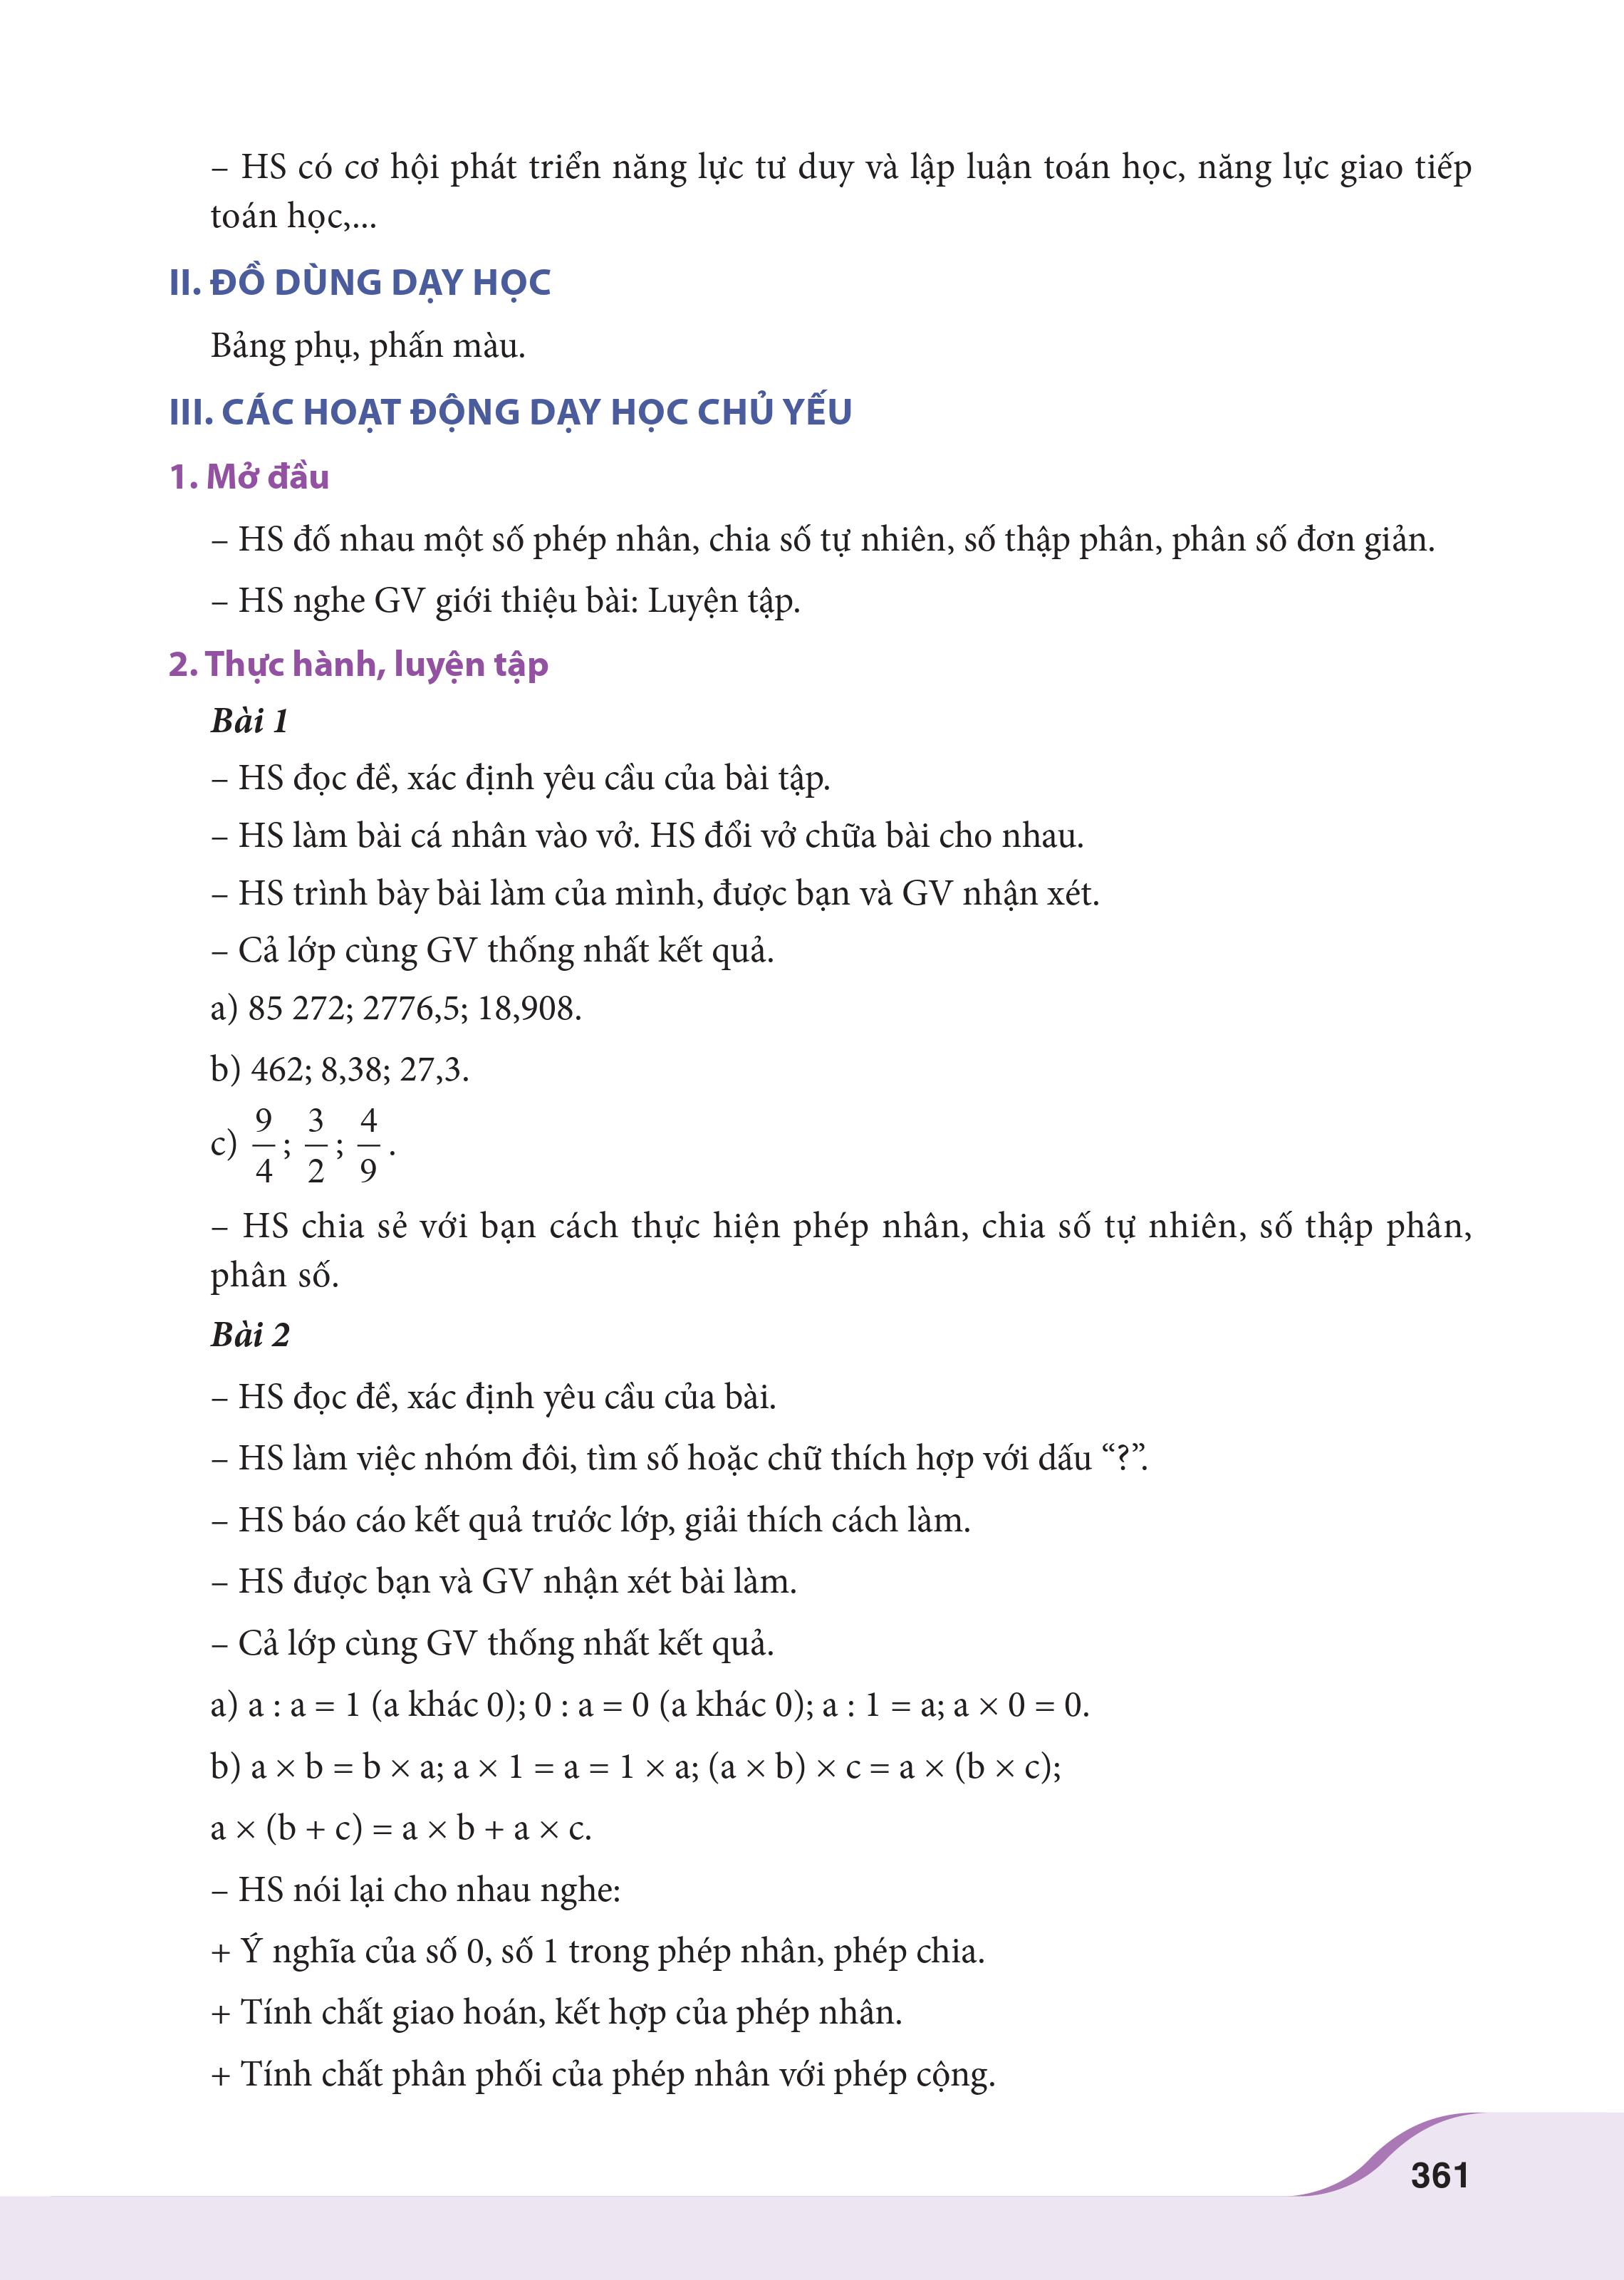 – HS có cơ hội phát triển năng lực tư duy và lập luận toán học, năng lực giao tiếp
toán học,...
II. ĐỒ DÙNG DẠY HỌC
Bảng phụ, phấn màu.
III. CÁC HOẠT ĐỘNG DẠY HỌC CHỦ YẾU
1. Mở đầu
– HS đố nhau một số phép nhân, chia số tự nhiên, số thập phân, phân số đơn giản.
– HS nghe GV giới thiệu bài: Luyện tập.
2. Thực hành, luyện tập
Bài 1
– HS đọc đề, xác định yêu cầu của bài tập.
– HS làm bài cá nhân vào vở. HS đổi vở chữa bài cho nhau.
– HS trình bày bài làm của mình, được bạn và GV nhận xét.
– Cả lớp cùng GV thống nhất kết quả.
a) 85 272; 2776,5; 18,908.
b) 462; 8,38; 27,3.
c) 9/4; 3/2; 4/9.
– HS chia sẻ với bạn cách thực hiện phép nhân, chia số tự nhiên, số thập phân,
phân số.
Bài 2
– HS đọc đề, xác định yêu cầu của bài.
– HS làm việc nhóm đôi, tìm số hoặc chữ thích hợp với dấu “?”.
– HS báo cáo kết quả trước lớp, giải thích cách làm.
– HS được bạn và GV nhận xét bài làm.
– Cả lớp cùng GV thống nhất kết quả.
a) a : a = 1 (a khác 0); 0 : a = 0 (a khác 0); a : 1 = a; a × 0 = 0.
b) a × b = b × a; a × 1 = a = 1 × a; (a × b) × c = a × (b × c);
a × (b + c) = a × b + a × c.
– HS nói lại cho nhau nghe:
+ Ý nghĩa của số 0, số 1 trong phép nhân, phép chia.
+ Tính chất giao hoán, kết hợp của phép nhân.
+ Tính chất phân phối của phép nhân với phép cộng.
361